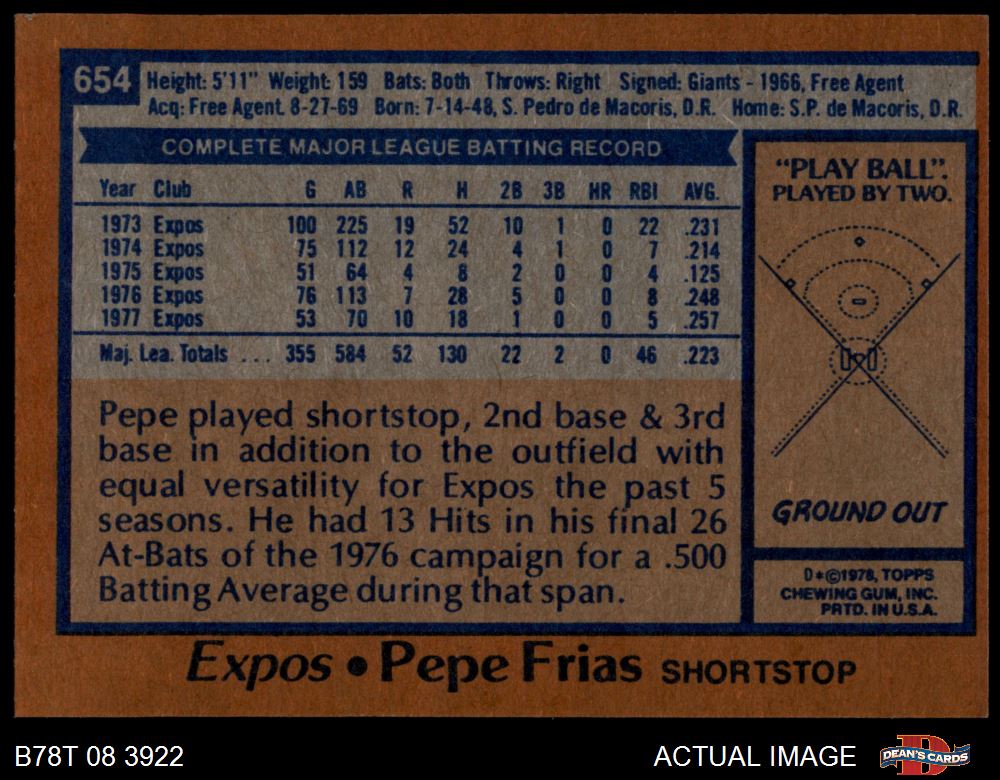 654
Height: 5'11" Weight: 159 Bats: Both Throws: Right Signed: Giants - 1966, Free Agent
Acq: Free Agent 8-27-69 Born: 7-14-48, S. Pedro de Macoris, D.R. Home: S.P. de Macoris, D.R.
COMPLETE MAJOR LEAGUE BATTING RECORD
Year Club G AB R H 2B 3B HR RBI AVG.
1973 Expos 100 225 19 52 10 1 0 22 .231
1974 Expos 75 112 12 24 4 1 0 7 .214
1975 Expos 51 64 4 8 2 0 0 4 .125
1976 Expos 76 113 7 28 5 0 0 8 .248
1977 Expos 53 70 10 18 1 0 0 5 .257
Maj. Lea. Totals ... 355 584 52 130 22 2 0 46 .223
Pepe played shortstop, 2nd base & 3rd
base in addition to the outfield with
equal versatility for Expos the past 5
seasons. He had 13 Hits in his final 26
At-Bats of the 1976 campaign for a .500
Batting Average during that span.
"PLAY BALL".
PLAYED BY TWO.
GROUND OUT
D*©1978, TOPPS
CHEWING GUM, INC.
PRTD. IN U.S.A.
Expos • Pepe Frias SHORTSTOP
B78T 08 3922
ACTUAL IMAGE
DEAN'S CARDS